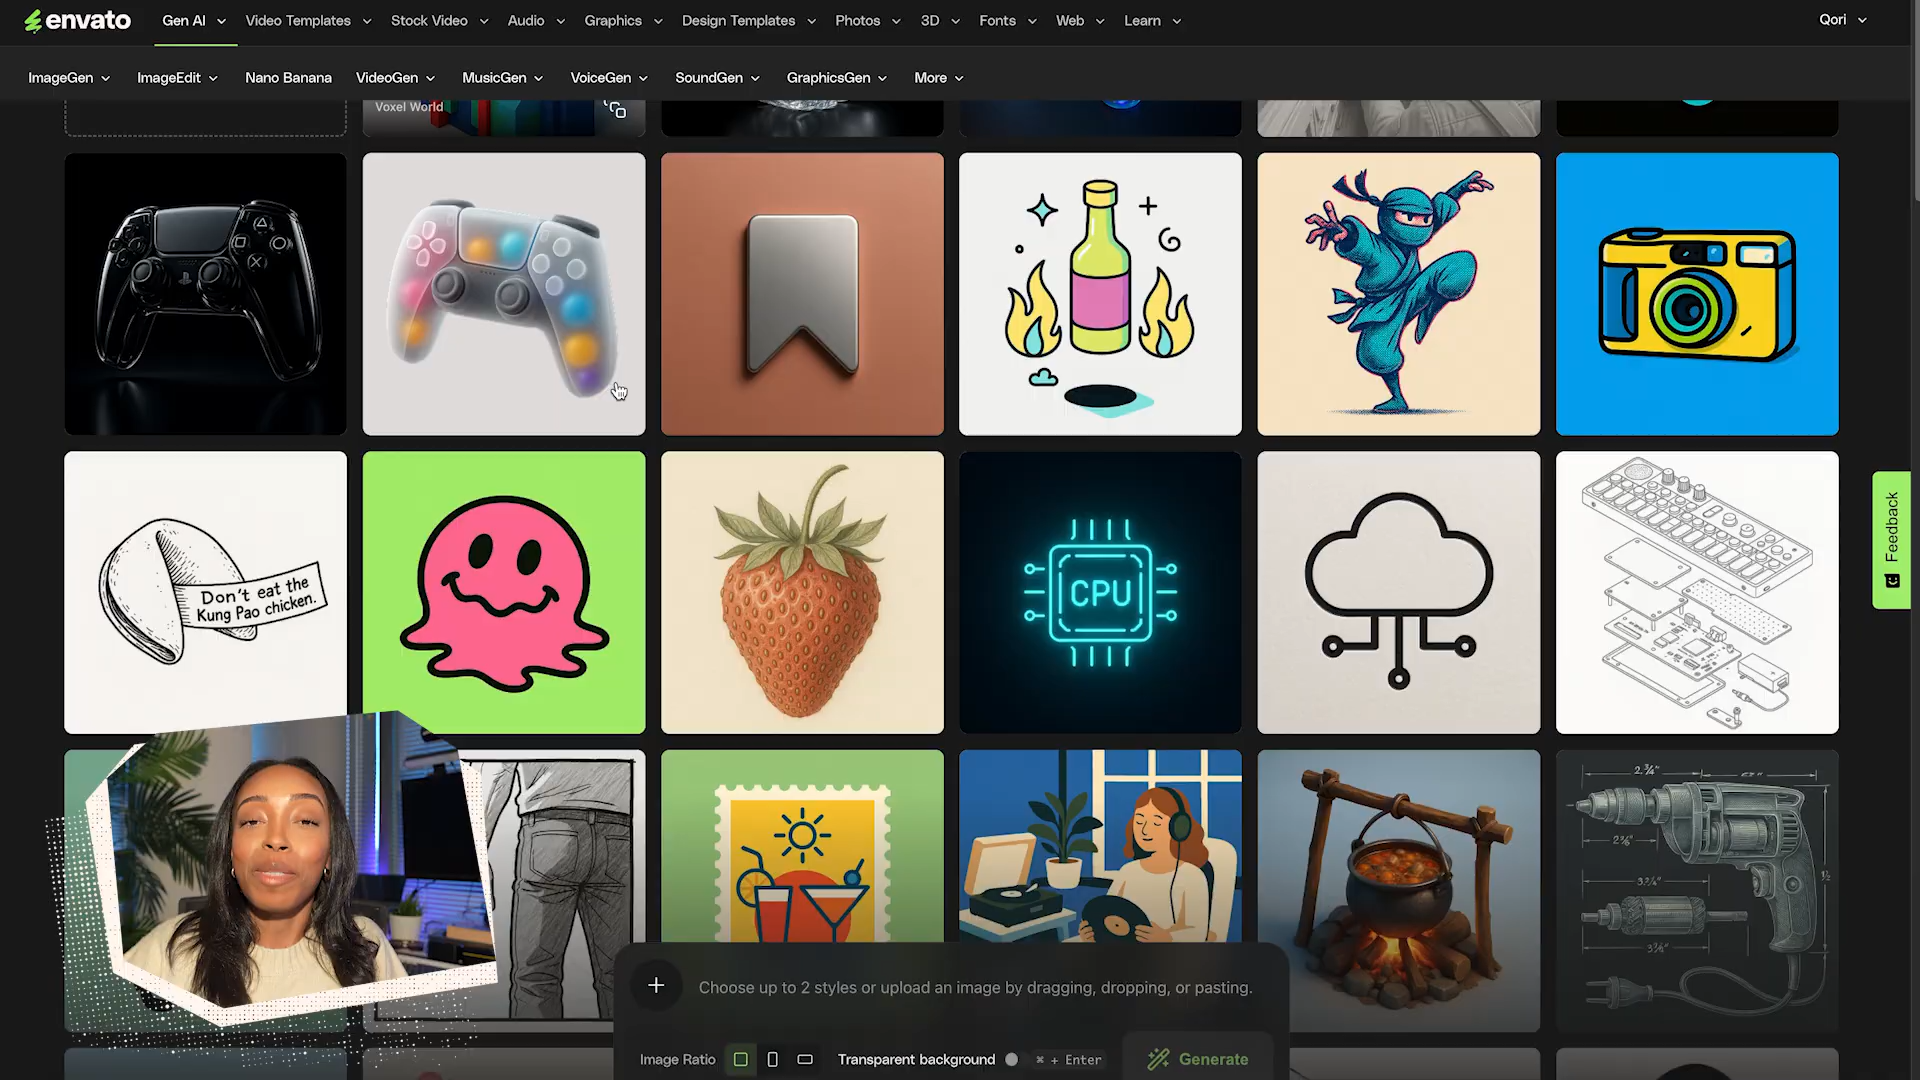 envato
Gen AI
Video Templates
Stock Video
Audio
Graphics
Design Templates
Photos
3D
Fonts
Web
Learn
Qori
ImageGen
ImageEdit
Nano Banana
VideoGen
MusicGen
VoiceGen
SoundGen
GraphicsGen
More
Voxel World
Don't eat the
Kung Pao chicken.
CPU
Feedback
Choose up to 2 styles or upload an image by dragging, dropping, or pasting.
Image Ratio
Transparent background
⌘ + Enter
Generate